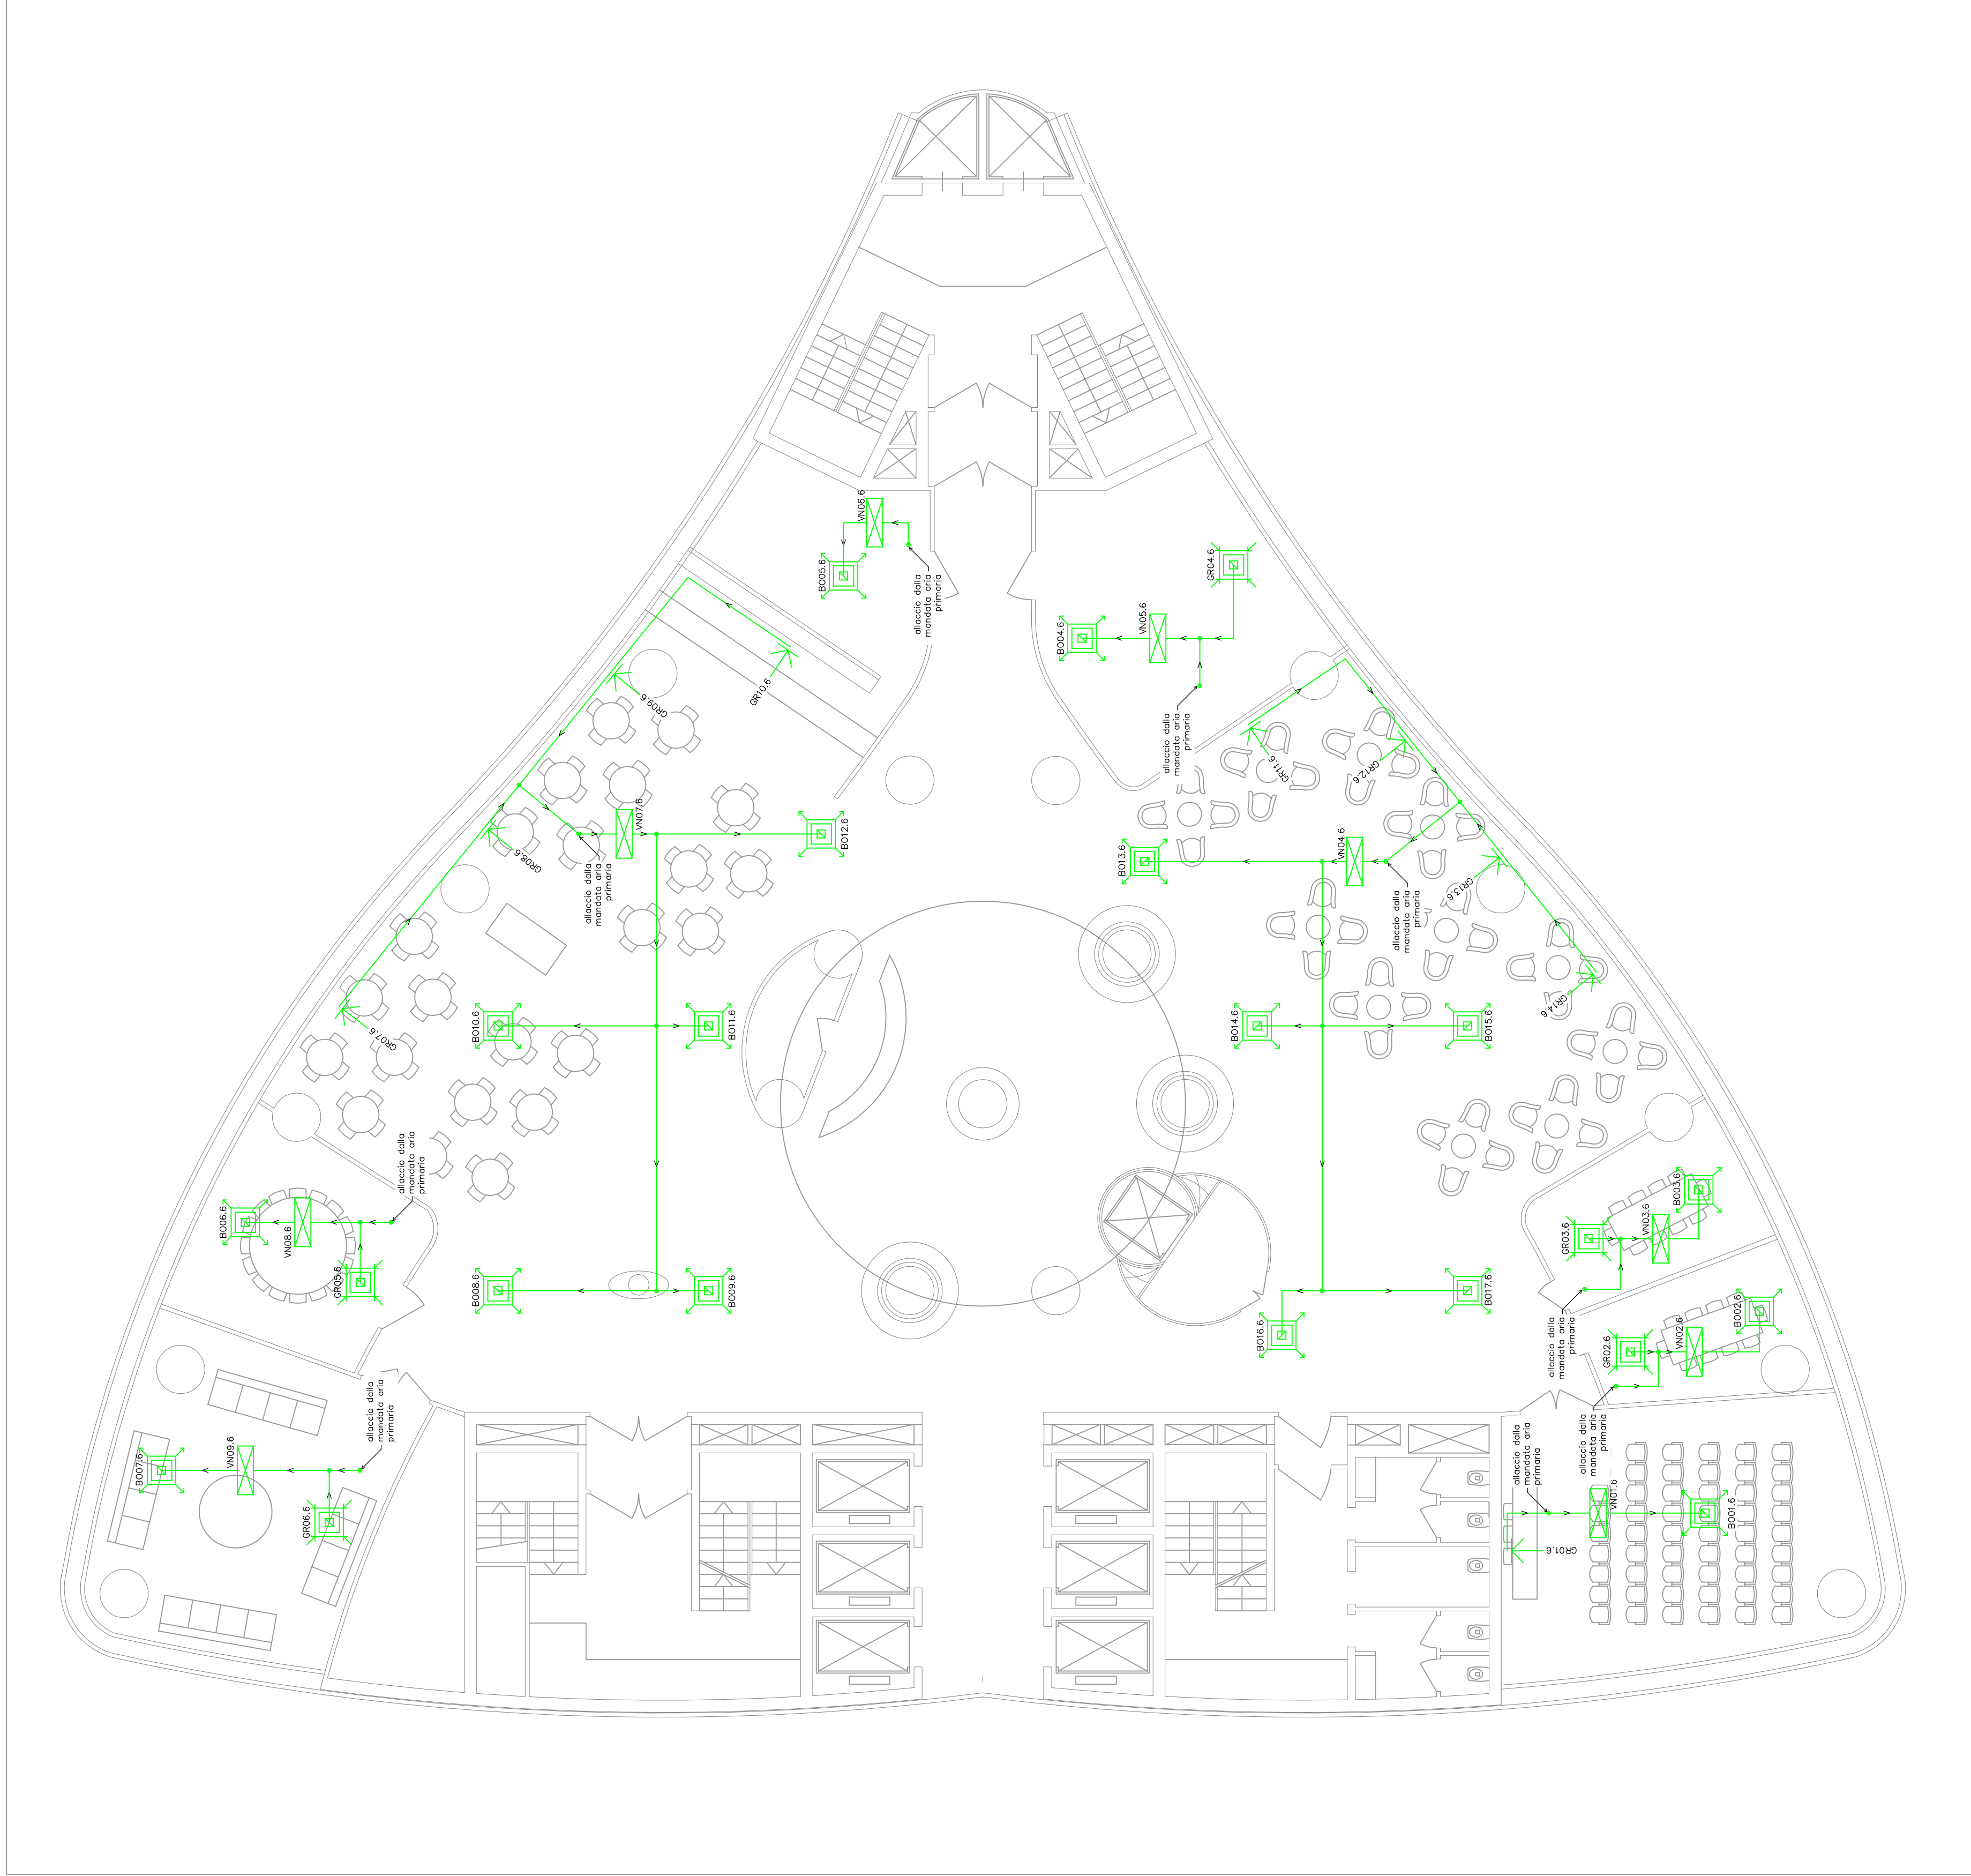 VN06.6
BO05.6
allaccio dalla
mandata aria
primaria
GR04.6
VN05.6
BO04.6
allaccio dalla
mandata aria
primaria
GR10.6
GR09.6
GR11.6
GR12.6
VN07.6
BO12.6
GR08.6
allaccio dalla
mandata aria
primaria
VN04.6
BO13.6
GR13.6
allaccio dalla
mandata aria
primaria
GR14.6
GR07.6
BO10.6
BO11.6
BO14.6
BO15.6
allaccio dalla
mandata aria
primaria
BO06.6
VN08.6
GR05.6
BO08.6
BO09.6
BO16.6
BO17.6
BO03.6
GR03.6
VN03.6
allaccio dalla
mandata aria
primaria
BO02.6
GR02.6
VN02.6
allaccio dalla
mandata aria
primaria
BO07.6
VN09.6
GR06.6
allaccio dalla
mandata aria
primaria
allaccio dalla
mandata aria
primaria
VN01.6
BO01.6
GR01.6